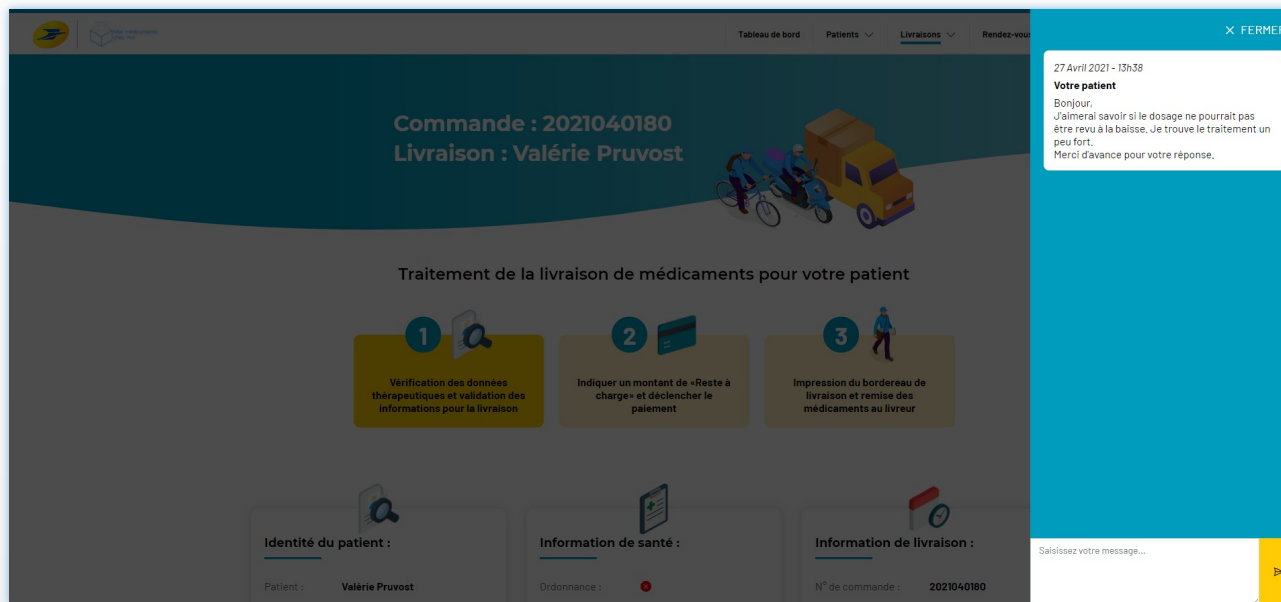 Tableau de bord Patients Livraisons Rendez-vous
× FERMER
27 Avril 2021 - 13h38
Votre patient
Bonjour,
J'aimerai savoir si le dosage ne pourrait pas
être revu à la baisse. Je trouve le traitement un
peu fort.
Merci d'avance pour votre réponse.
Commande : 2021040180
Livraison : Valérie Pruvost
Traitement de la livraison de médicaments pour votre patient
1
Vérification des données
thérapeutiques et validation des
informations pour la livraison
2
Indiquer un montant de «Reste à
charge» et déclencher le
paiement
3
Impression du bordereau de
livraison et remise des
médicaments au livreur
Identité du patient :
Patient : Valérie Pruvost
Information de santé :
Ordonnance :
Information de livraison :
N° de commande : 2021040180
Saisissez votre message...